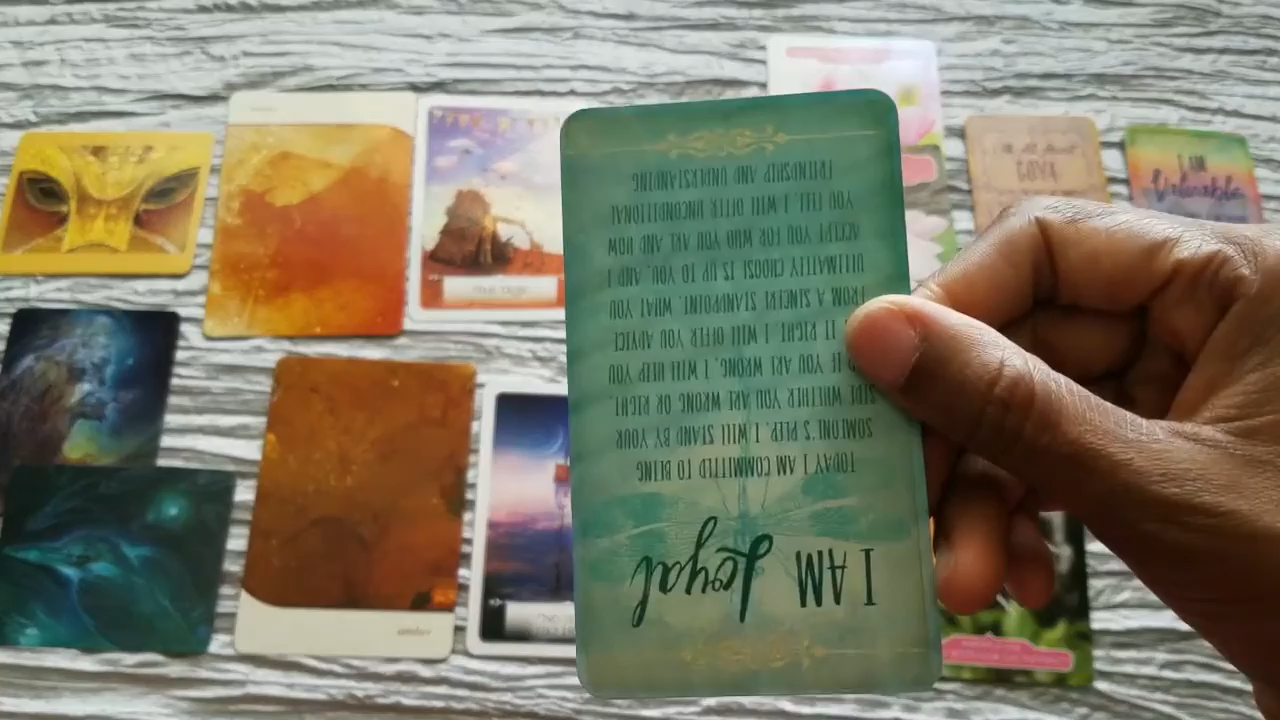 I AM Loyal
TODAY I AM COMMITTED TO BEING
SOMEONE'S PEER. I WILL STAND BY YOUR
SIDE WHETHER YOU ARE WRONG OR RIGHT,
IF YOU ARE WRONG, I WILL HELP YOU
IT RIGHT. I WILL OFFER YOU ADVICE
FROM A SINCERE STANDPOINT. WHAT YOU
ULTIMATELY CHOOSE IS UP TO YOU, AND I
ACCEPT YOU FOR WHO YOU ARE AND HOW
YOU FEEL. I WILL OFFER UNCONDITIONAL
FRIENDSHIP AND UNDERSTANDING
I AM
Vulnerable
amber